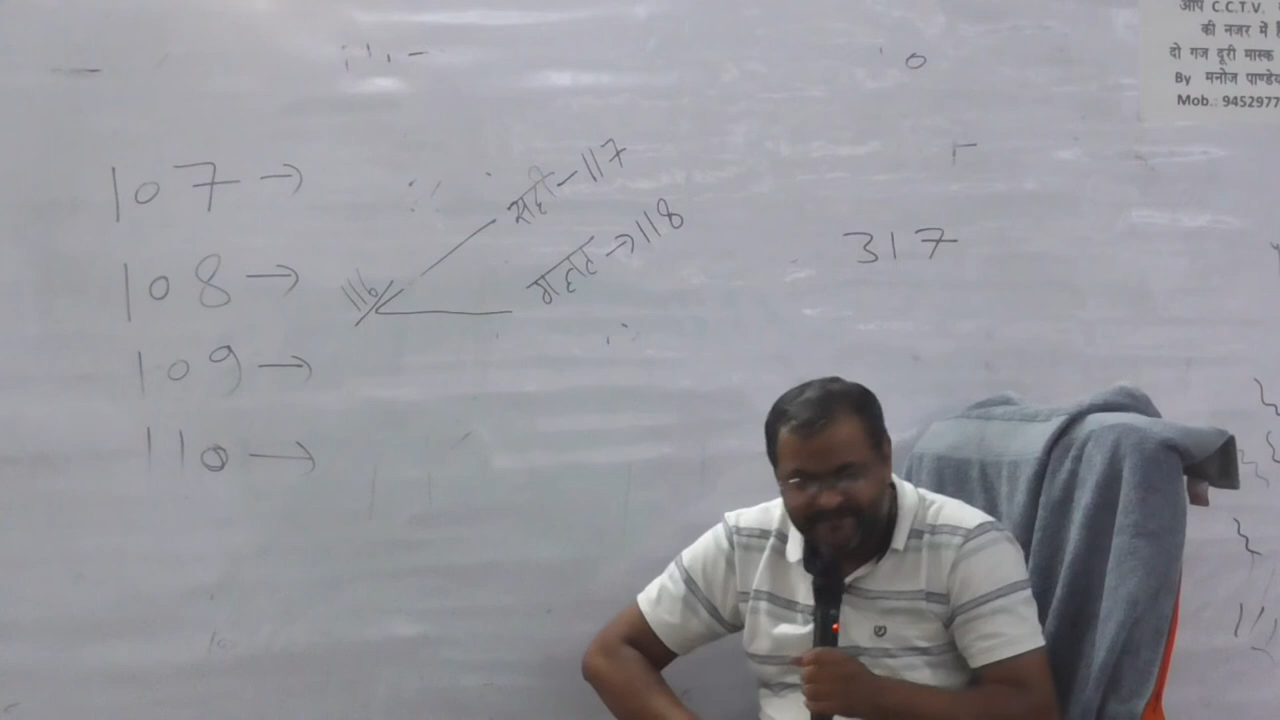 आप C.C.T.V.
की नजर में
दो गज दूरी मास्क
By मनोज पाण्डेय
Mob.: 9452977
107 →
108 →
109 →
110 →
116
सही - 117
गलत → 118
317